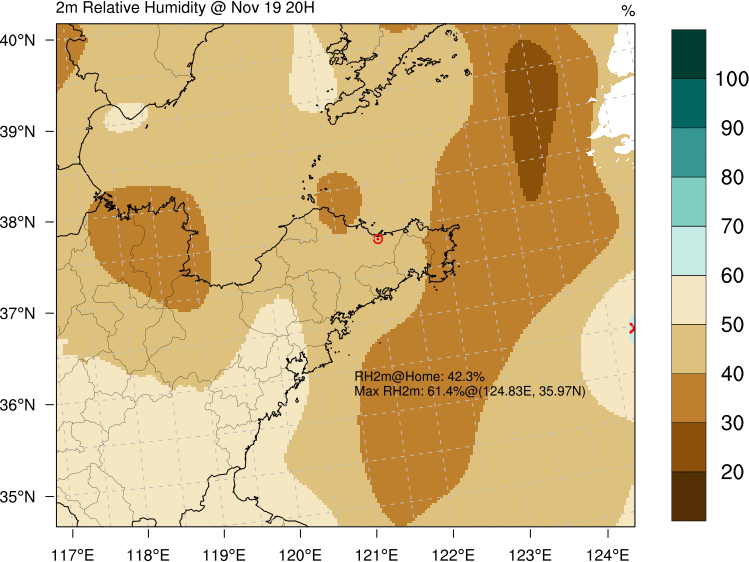 2m Relative Humidity @ Nov 19 20H
%
40°N
39°N
38°N
37°N
36°N
35°N
117°E 118°E 119°E 120°E 121°E 122°E 123°E 124°E
RH2m@Home: 42.3%
Max RH2m: 61.4%@(124.83E, 35.97N)
100
90
80
70
60
50
40
30
20